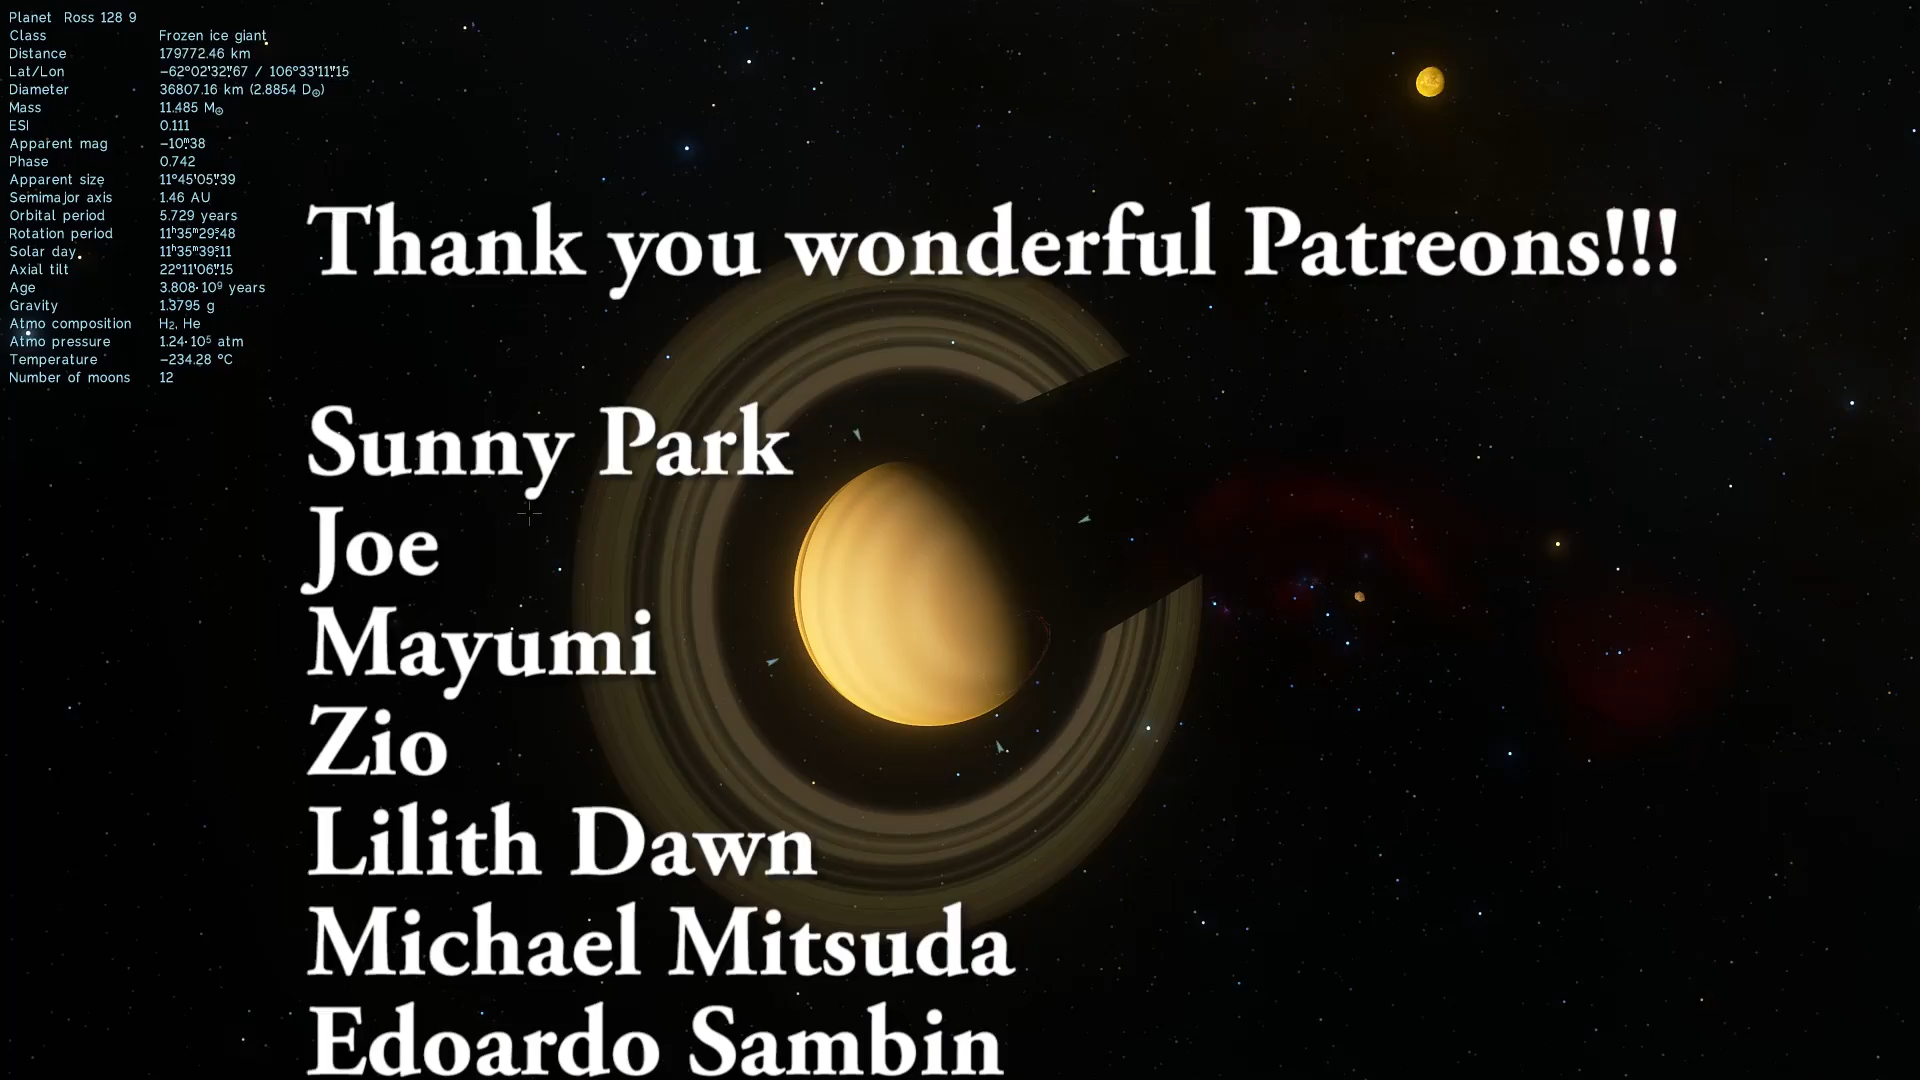 Planet Ross 128 9
Class Frozen ice giant
Distance 179772.46 km
Lat/Lon −62°02'32."67 / 106°33'11."15
Diameter 36807.16 km (2.8854 D⊕)
Mass 11.485 M⊕
ESI 0.111
Apparent mag −10.ᵐ38
Phase 0.742
Apparent size 11°45'05."39
Semimajor axis 1.46 AU
Orbital period 5.729 years
Rotation period 11ʰ35ᵐ29.ˢ48
Solar day 11ʰ35ᵐ39.ˢ11
Axial tilt 22°11'06."15
Age 3.808·10⁹ years
Gravity 1.3795 g
Atmo composition H₂, He
Atmo pressure 1.24·10⁵ atm
Temperature −234.28 °C
Number of moons 12
Thank you wonderful Patreons!!!
Sunny Park
Joe
Mayumi
Zio
Lilith Dawn
Michael Mitsuda
Edoardo Sambin